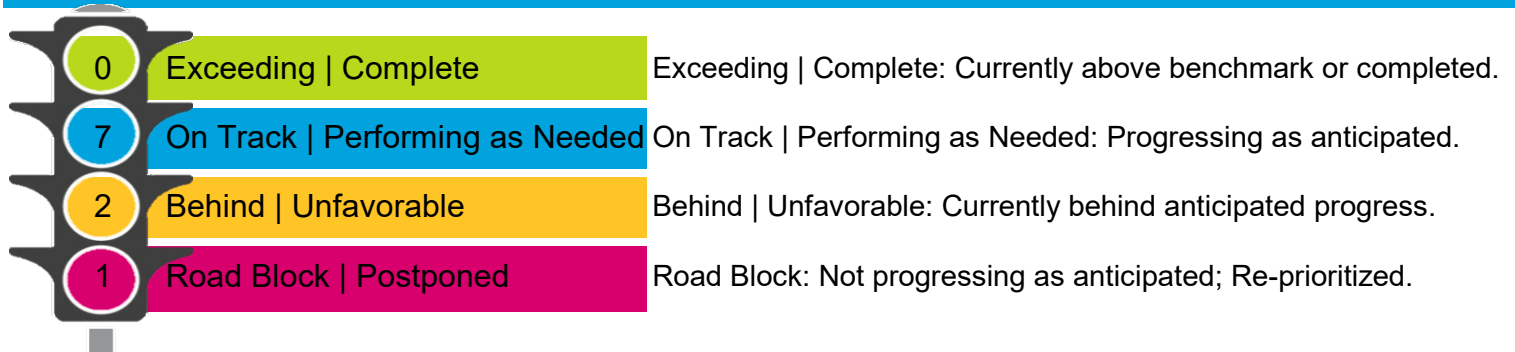 0 Exceeding | Complete Exceeding | Complete: Currently above benchmark or completed.
7 On Track | Performing as Needed On Track | Performing as Needed: Progressing as anticipated.
2 Behind | Unfavorable Behind | Unfavorable: Currently behind anticipated progress.
1 Road Block | Postponed Road Block: Not progressing as anticipated; Re-prioritized.